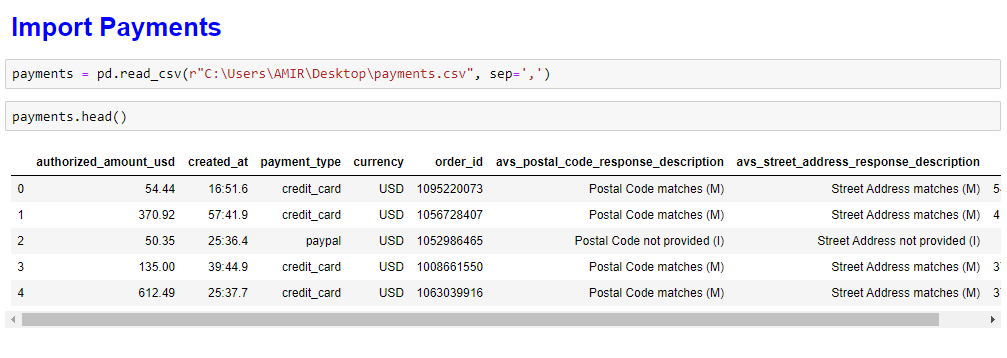 Import Payments
payments = pd.read_csv(r"C:\Users\AMIR\Desktop\payments.csv", sep=',')
payments.head()
authorized_amount_usd created_at payment_type currency order_id avs_postal_code_response_description avs_street_address_response_description
0 54.44 16:51.6 credit_card USD 1095220073 Postal Code matches (M) Street Address matches (M)
1 370.92 57:41.9 credit_card USD 1056728407 Postal Code matches (M) Street Address matches (M)
2 50.35 25:36.4 paypal USD 1052986465 Postal Code not provided (I) Street Address not provided (I)
3 135.00 39:44.9 credit_card USD 1008661550 Postal Code matches (M) Street Address matches (M)
4 612.49 25:37.7 credit_card USD 1063039916 Postal Code matches (M) Street Address matches (M)